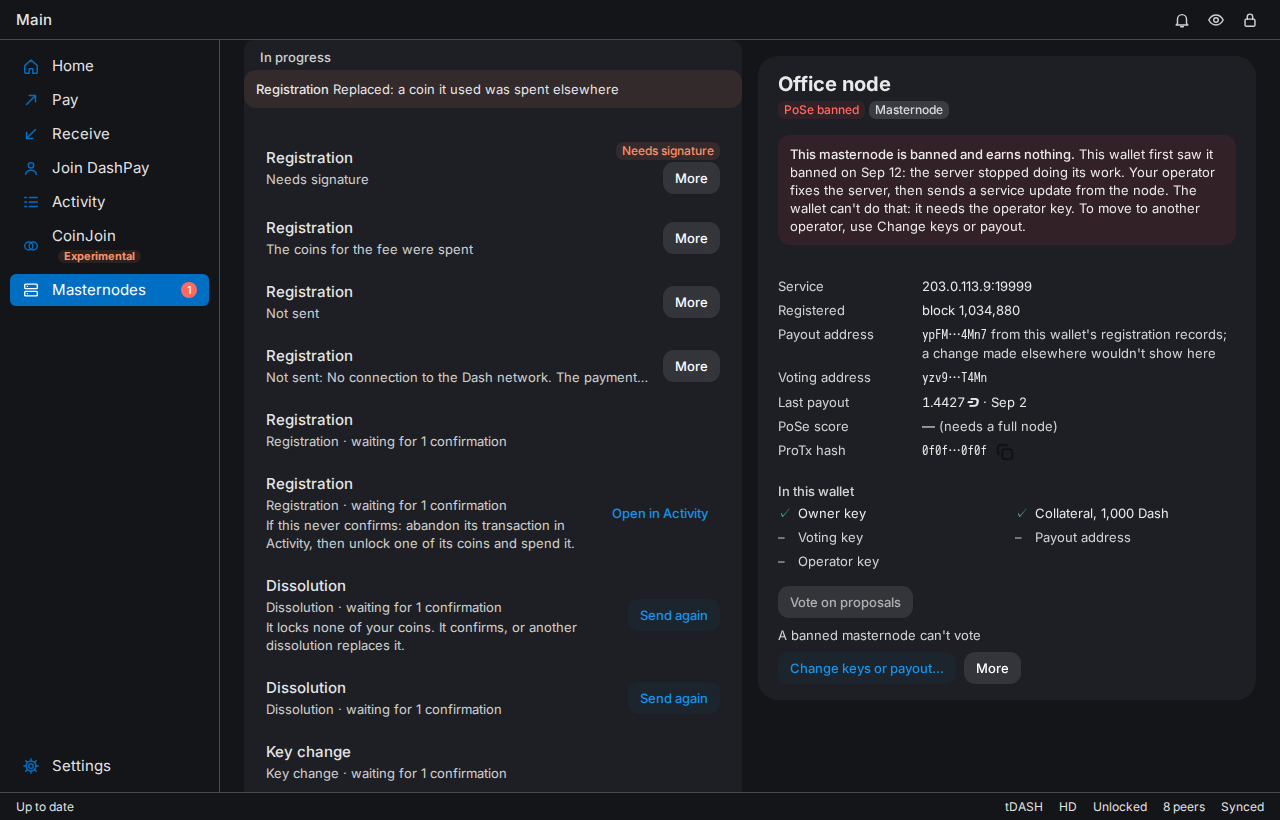 Main
Home
Pay
Receive
Join DashPay
Activity
CoinJoin
Experimental
Masternodes 1
Settings
In progress
Registration Replaced: a coin it used was spent elsewhere
Registration
Needs signature
Needs signature
More
Registration
The coins for the fee were spent
More
Registration
Not sent
More
Registration
Not sent: No connection to the Dash network. The payment...
More
Registration
Registration · waiting for 1 confirmation
Registration
Registration · waiting for 1 confirmation
If this never confirms: abandon its transaction in
Activity, then unlock one of its coins and spend it.
Open in Activity
Dissolution
Dissolution · waiting for 1 confirmation
It locks none of your coins. It confirms, or another
dissolution replaces it.
Send again
Dissolution
Dissolution · waiting for 1 confirmation
Send again
Key change
Key change · waiting for 1 confirmation
Office node
PoSe banned Masternode
This masternode is banned and earns nothing. This wallet first saw it
banned on Sep 12: the server stopped doing its work. Your operator
fixes the server, then sends a service update from the node. The
wallet can't do that: it needs the operator key. To move to another
operator, use Change keys or payout.
Service 203.0.113.9:19999
Registered block 1,034,880
Payout address ypFM···4Mn7 from this wallet's registration records;
a change made elsewhere wouldn't show here
Voting address yzv9···T4Mn
Last payout 1.4427 · Sep 2
PoSe score — (needs a full node)
ProTx hash 0f0f···0f0f
In this wallet
✓ Owner key ✓ Collateral, 1,000 Dash
– Voting key – Payout address
– Operator key
Vote on proposals
A banned masternode can't vote
Change keys or payout... More
Up to date
tDASH HD Unlocked 8 peers Synced